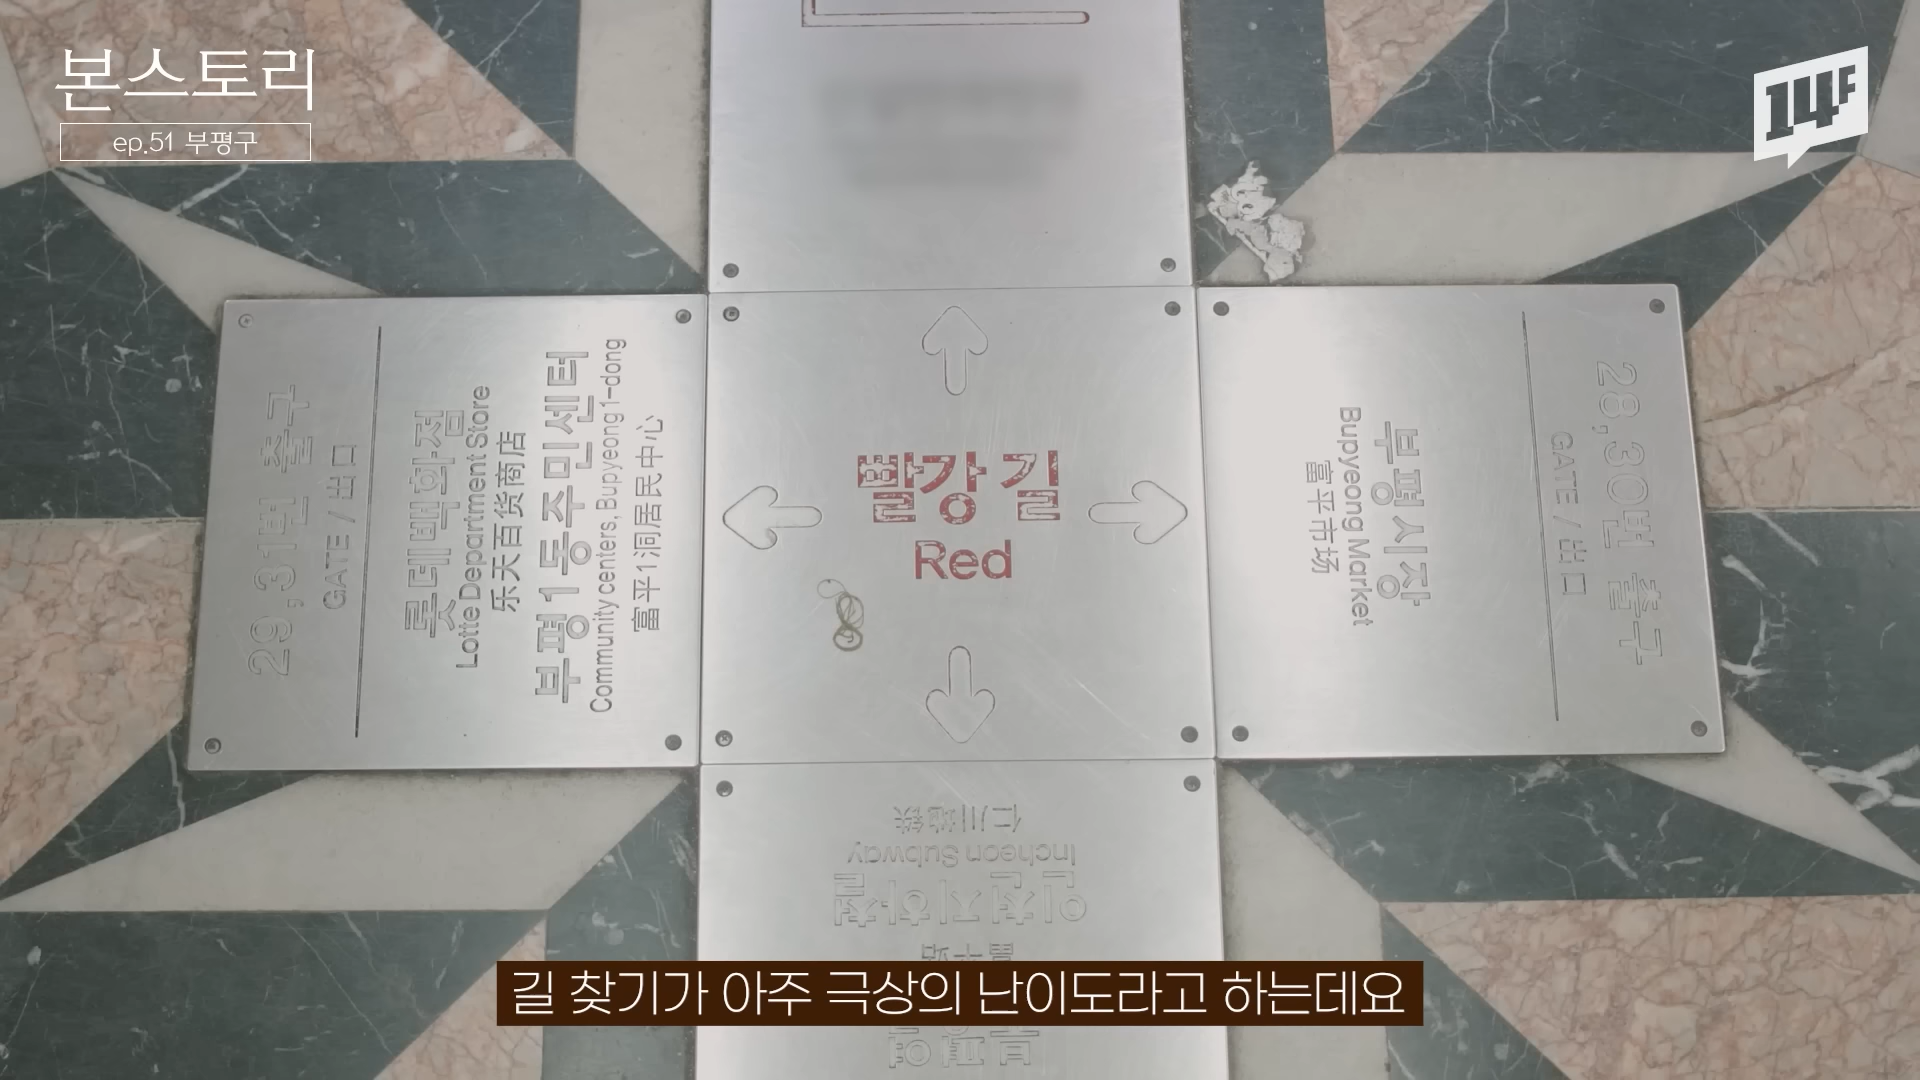 본스토리
ep.51 부평구
14F
빨강 길
Red
29,31번 출구
GATE / 出口
롯데백화점
Lotte Department Store
乐天百货商店
부평1동주민센터
Community centers, Bupyeong 1-dong
富平1洞居民中心
28,30번 출구
GATE / 出口
부평시장
Bupyeong Market
富平市场
부평역
인천지하철
Incheon Subway
仁川地铁
길 찾기가 아주 극상의 난이도라고 하는데요